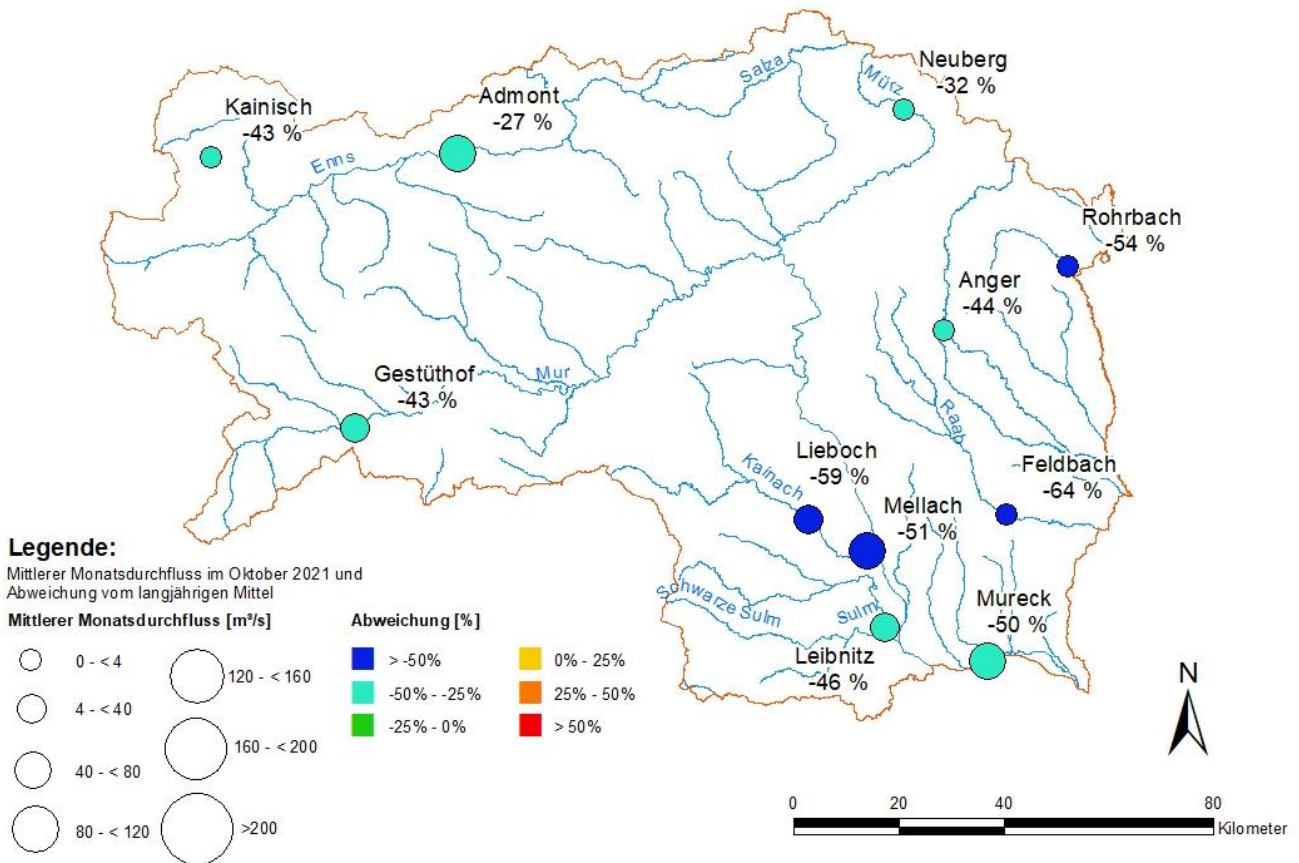 Neuberg
-32 %
Salza
Mürz
Kainisch
-43 %
Admont
-27 %
Enns
Rohrbach
-54 %
Anger
-44 %
Gestüthof
-43 %
Mur
Raab
Lieboch
-59 %
Kainach
Feldbach
-64 %
Mellach
-51 %
Schwarze Sulm
Sulm
Mureck
-50 %
Leibnitz
-46 %
Legende:
Mittlerer Monatsdurchfluss im Oktober 2021 und
Abweichung vom langjährigen Mittel
Mittlerer Monatsdurchfluss [m³/s]
0 - < 4
4 - < 40
40 - < 80
80 - < 120
120 - < 160
160 - < 200
>200
Abweichung [%]
> -50%
-50% - -25%
-25% - 0%
0% - 25%
25% - 50%
> 50%
N
0 20 40 80
Kilometer